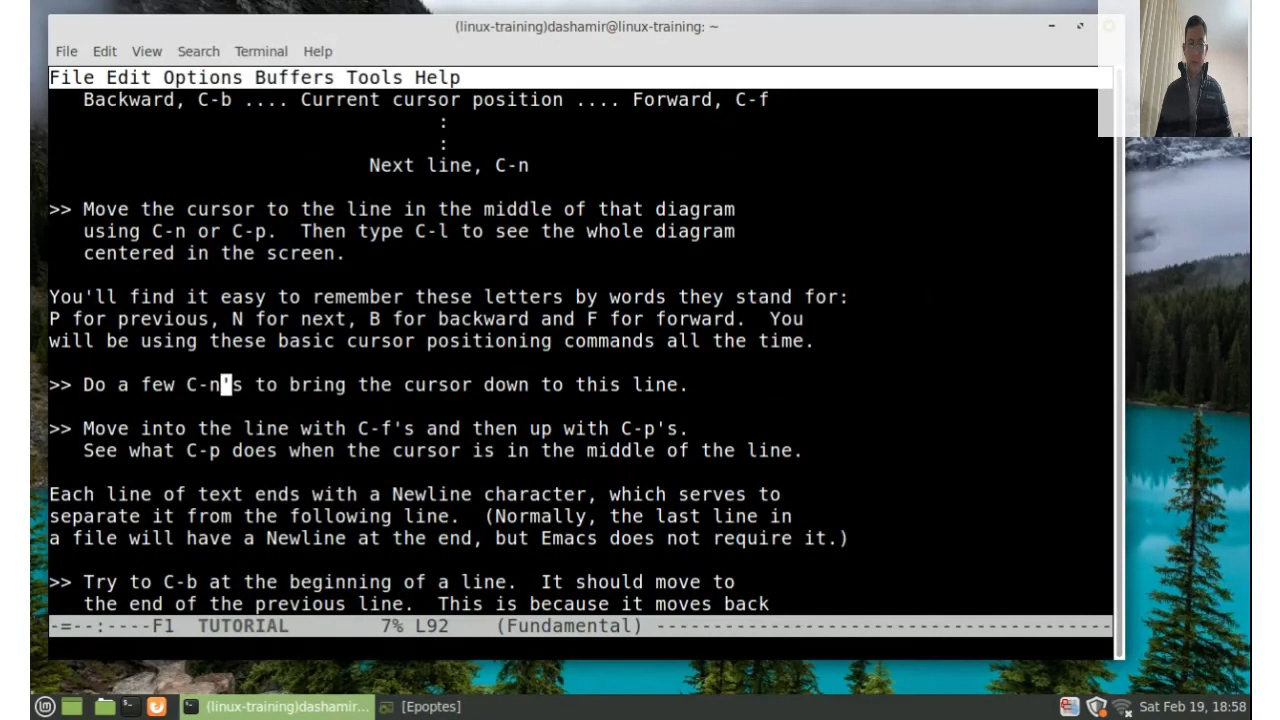 (linux-training)dashamir@linux-training: ~
File Edit View Search Terminal Help
File Edit Options Buffers Tools Help
Backward, C-b .... Current cursor position .... Forward, C-f
:
:
Next line, C-n
>> Move the cursor to the line in the middle of that diagram
using C-n or C-p.  Then type C-l to see the whole diagram
centered in the screen.
You'll find it easy to remember these letters by words they stand for:
P for previous, N for next, B for backward and F for forward.  You
will be using these basic cursor positioning commands all the time.
>> Do a few C-n's to bring the cursor down to this line.
>> Move into the line with C-f's and then up with C-p's.
See what C-p does when the cursor is in the middle of the line.
Each line of text ends with a Newline character, which serves to
separate it from the following line.  (Normally, the last line in
a file will have a Newline at the end, but Emacs does not require it.)
>> Try to C-b at the beginning of a line.  It should move to
the end of the previous line.  This is because it moves back
-=--:----F1  TUTORIAL        7% L92    (Fundamental) ----------------------------------------
(linux-training)dashamir... [Epoptes] Sat Feb 19, 18:58